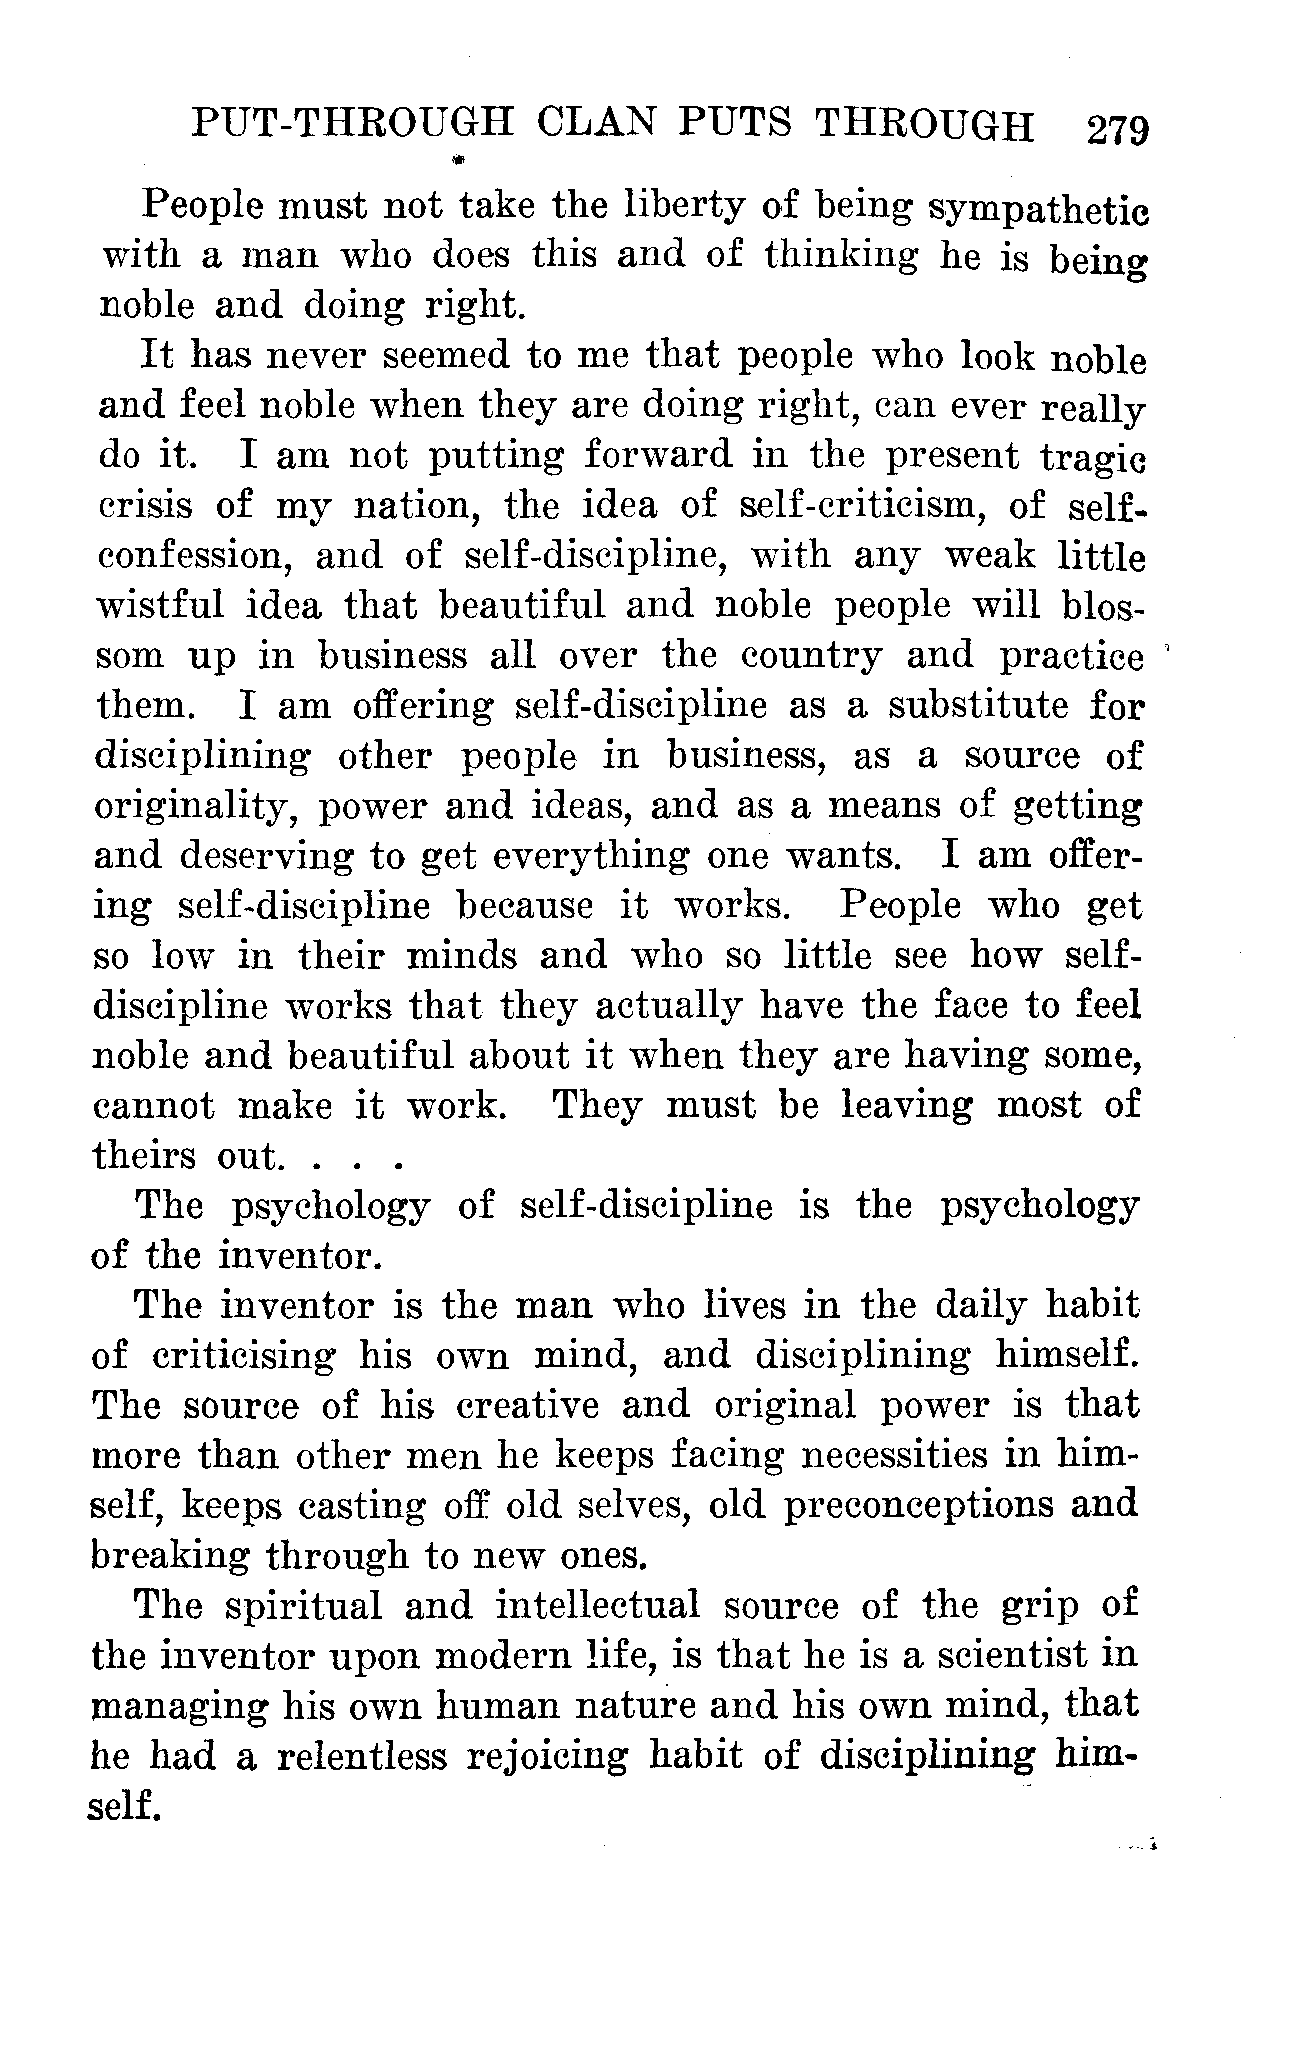 PUT-THROUGH CLAN PUTS THROUGH 279
People must not take the liberty of being sympathetic
with a man who does this and of thinking he is being
noble and doing right.
It has never seemed to me that people who look noble
and feel noble when they are doing right, can ever really
do it. I am not putting forward in the present tragic
crisis of my nation, the idea of self-criticism, of self-
confession, and of self-discipline, with any weak little
wistful idea that beautiful and noble people will blos-
som up in business all over the country and practice
them. I am offering self-discipline as a substitute for
disciplining other people in business, as a source of
originality, power and ideas, and as a means of getting
and deserving to get everything one wants. I am offer-
ing self-discipline because it works. People who get
so low in their minds and who so little see how self-
discipline works that they actually have the face to feel
noble and beautiful about it when they are having some,
cannot make it work. They must be leaving most of
theirs out. . . .
The psychology of self-discipline is the psychology
of the inventor.
The inventor is the man who lives in the daily habit
of criticising his own mind, and disciplining himself.
The source of his creative and original power is that
more than other men he keeps facing necessities in him-
self, keeps casting off old selves, old preconceptions and
breaking through to new ones.
The spiritual and intellectual source of the grip of
the inventor upon modern life, is that he is a scientist in
managing his own human nature and his own mind, that
he had a relentless rejoicing habit of disciplining him-
self.